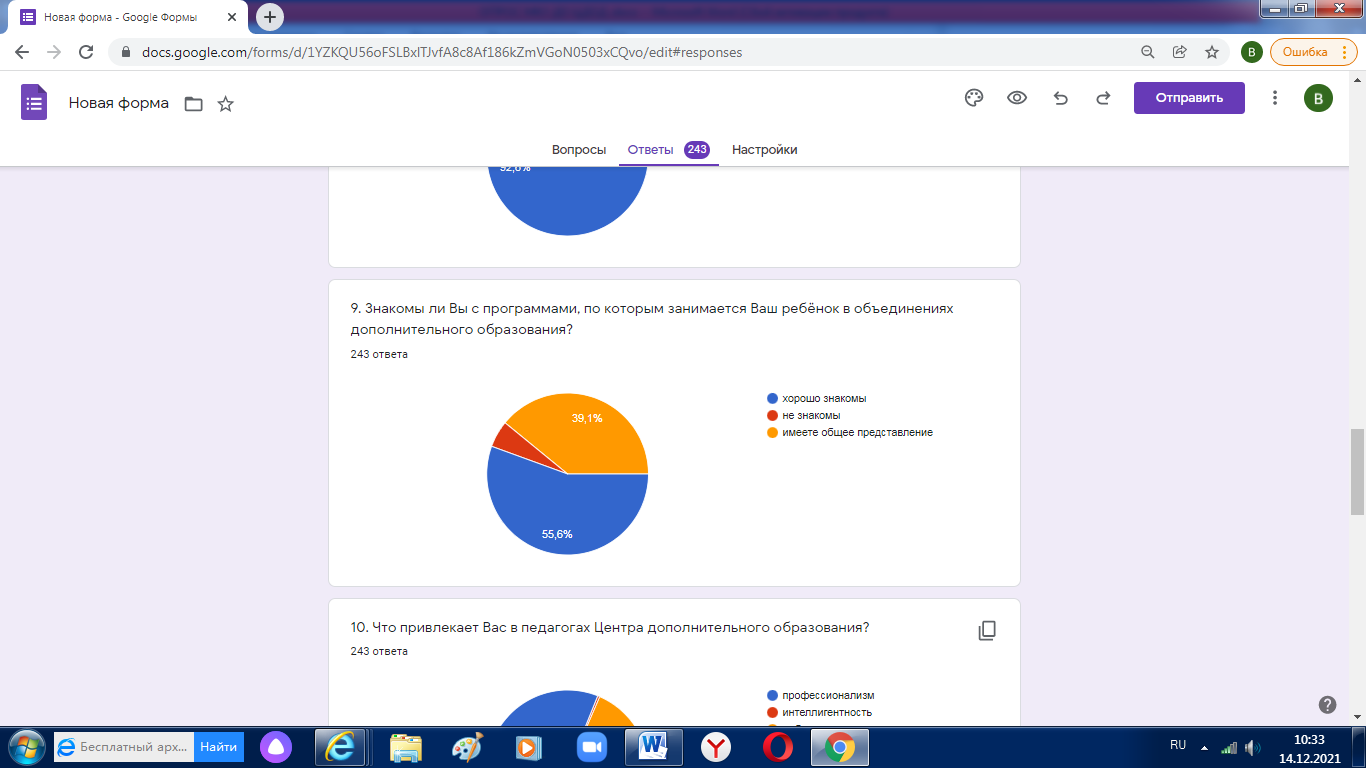 Новая форма - Google Формы
docs.google.com/forms/d/1YZKQU56oFSLBxlTJvfA8c8Af186kZmVGoN0503xCQvo/edit#responses
В
Ошибка
Новая форма
Отправить
В
Вопросы
Ответы 243
Настройки
9. Знакомы ли Вы с программами, по которым занимается Ваш ребёнок в объединениях
дополнительного образования?
243 ответа
39,1%
55,6%
хорошо знакомы
не знакомы
имеете общее представление
10. Что привлекает Вас в педагогах Центра дополнительного образования?
243 ответа
профессионализм
интеллигентность
Бесплатный арх...
Найти
RU
10:33
14.12.2021